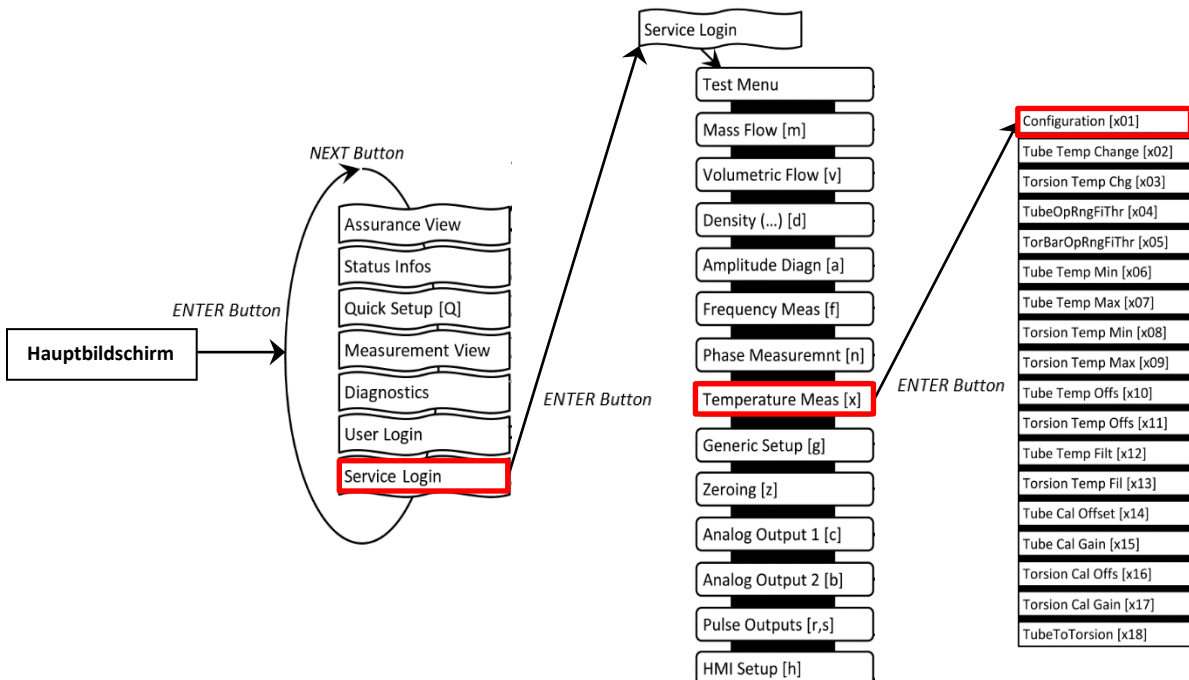 Service Login
Test Menu
Mass Flow [m]
Volumetric Flow [v]
Density (...) [d]
Amplitude Diagn [a]
Frequency Meas [f]
Phase Measuremnt [n]
Temperature Meas [x]
Generic Setup [g]
Zeroing [z]
Analog Output 1 [c]
Analog Output 2 [b]
Pulse Outputs [r,s]
HMI Setup [h]
NEXT Button
Assurance View
Status Infos
Quick Setup [Q]
Measurement View
Diagnostics
User Login
Service Login
ENTER Button
Hauptbildschirm
ENTER Button
ENTER Button
Configuration [x01]
Tube Temp Change [x02]
Torsion Temp Chg [x03]
TubeOpRngFiThr [x04]
TorBarOpRngFiThr [x05]
Tube Temp Min [x06]
Tube Temp Max [x07]
Torsion Temp Min [x08]
Torsion Temp Max [x09]
Tube Temp Offs [x10]
Torsion Temp Offs [x11]
Tube Temp Filt [x12]
Torsion Temp Fil [x13]
Tube Cal Offset [x14]
Tube Cal Gain [x15]
Torsion Cal Offs [x16]
Torsion Cal Gain [x17]
TubeToTorsion [x18]